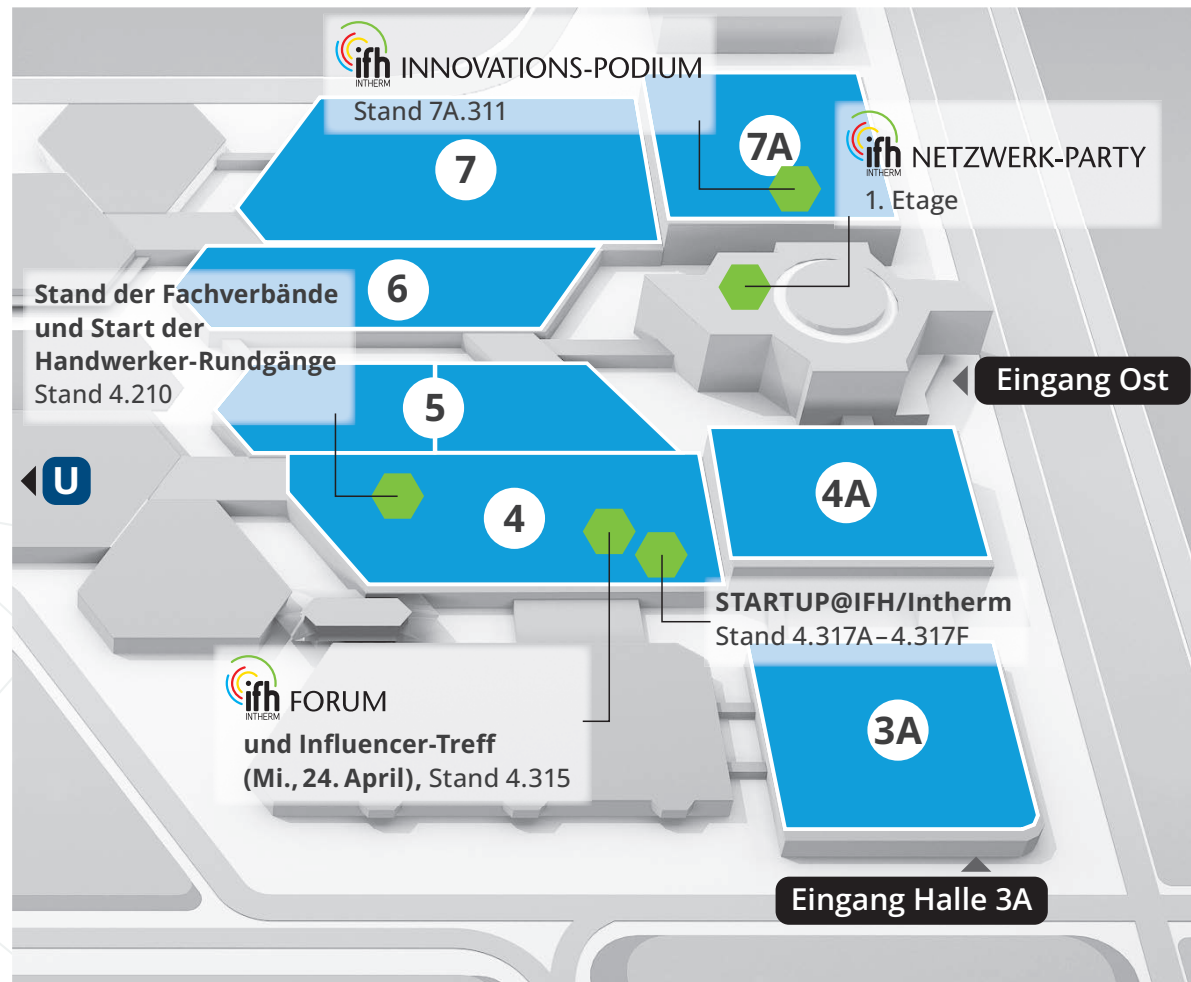 ifh
INTHERM
INNOVATIONS-PODIUM
Stand 7A.311
7
7A
ifh
INTHERM
NETZWERK-PARTY
1. Etage
6
Stand der Fachverbände
und Start der
Handwerker-Rundgänge
Stand 4.210
Eingang Ost
5
U
4
4A
STARTUP@IFH/Intherm
Stand 4.317A–4.317F
ifh
INTHERM
FORUM
und Influencer-Treff
(Mi., 24. April), Stand 4.315
3A
Eingang Halle 3A